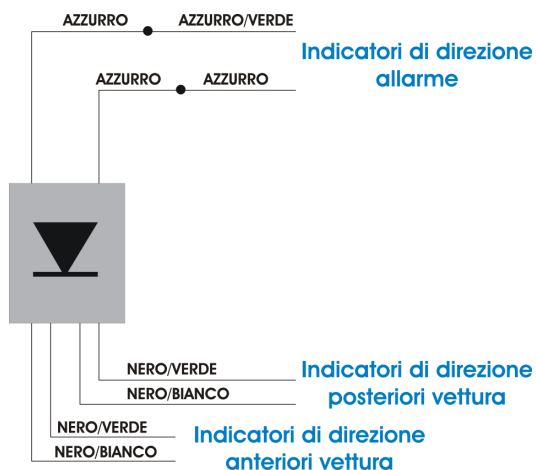 AZZURRO AZZURRO/VERDE
Indicatori di direzione
allarme
AZZURRO AZZURRO
NERO/VERDE
NERO/BIANCO
Indicatori di direzione
posteriori vettura
NERO/VERDE
NERO/BIANCO
Indicatori di direzione
anteriori vettura